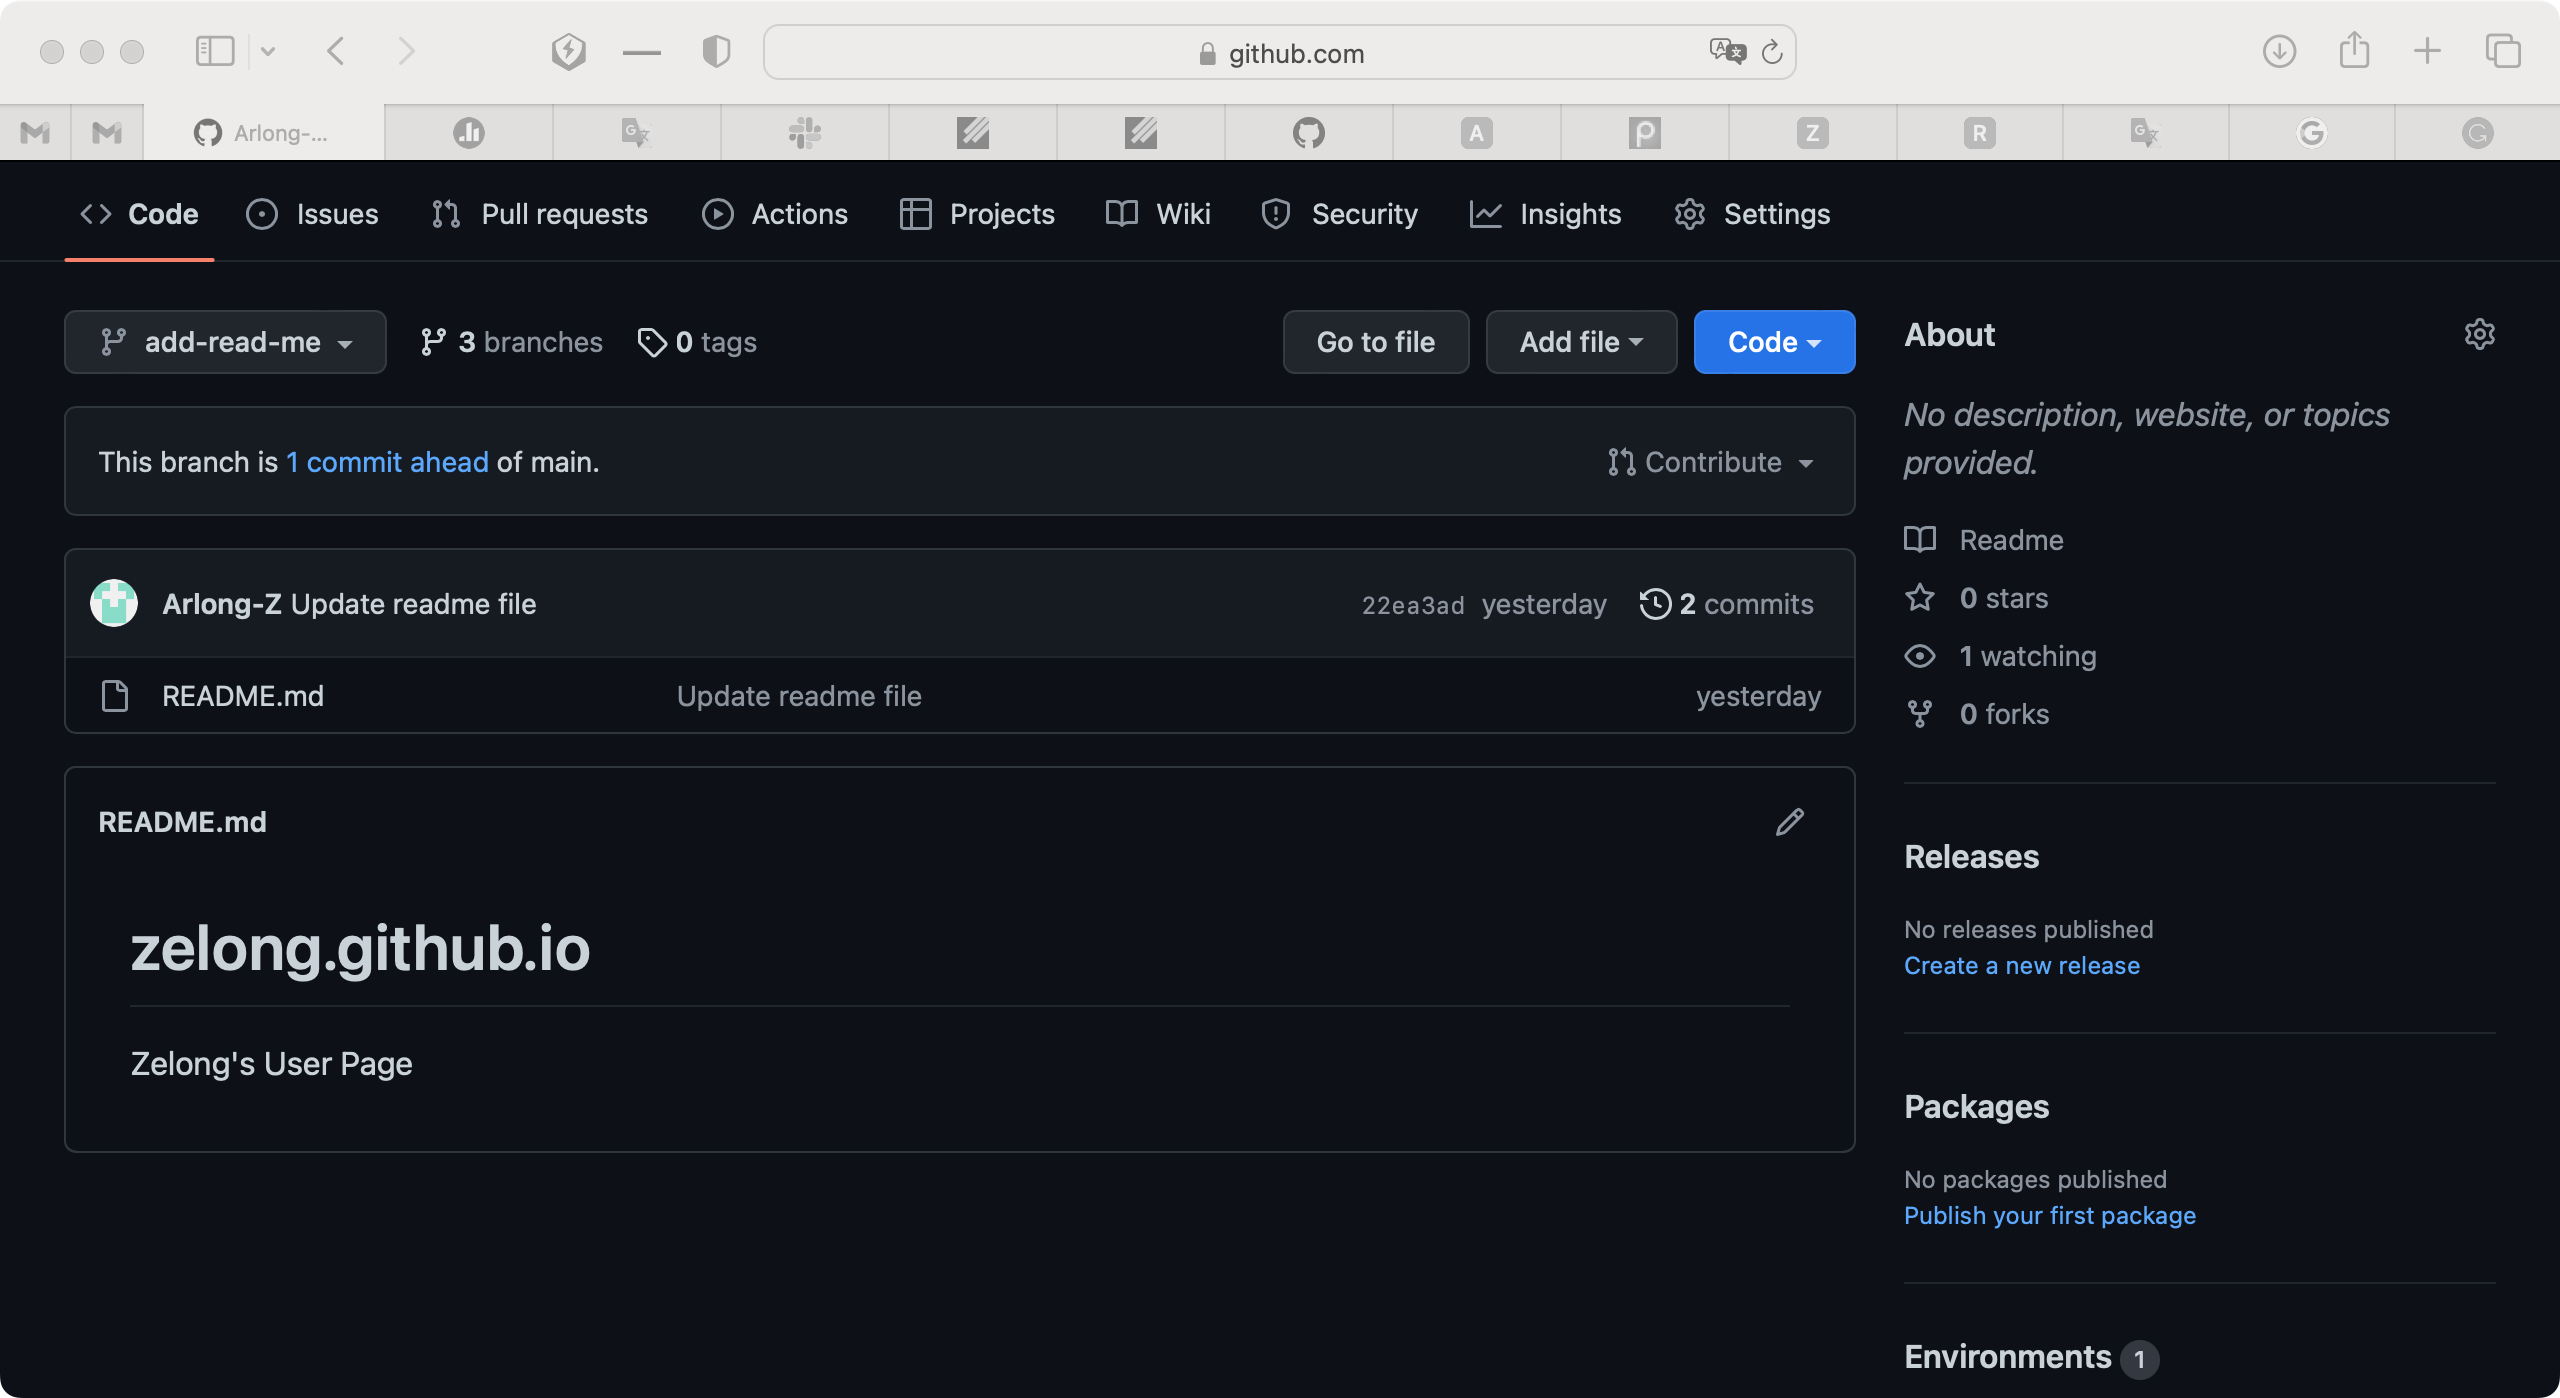 github.com
Arlong-...
A
Z
R
Code
Issues
Pull requests
Actions
Projects
Wiki
Security
Insights
Settings
add-read-me
3 branches
0 tags
Go to file
Add file
Code
This branch is 1 commit ahead of main.
Contribute
Arlong-Z Update readme file
22ea3ad yesterday
2 commits
README.md
Update readme file
yesterday
README.md
zelong.github.io
Zelong's User Page
About
No description, website, or topics
provided.
Readme
0 stars
1 watching
0 forks
Releases
No releases published
Create a new release
Packages
No packages published
Publish your first package
Environments 1